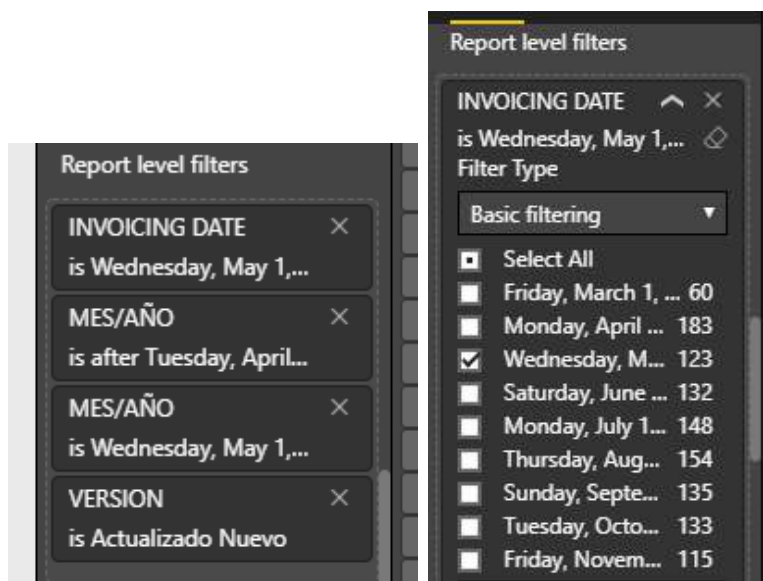 Report level filters
INVOICING DATE
is Wednesday, May 1,...
MES/AÑO
is after Tuesday, April...
MES/AÑO
is Wednesday, May 1,...
VERSION
is Actualizado Nuevo
Report level filters
INVOICING DATE
is Wednesday, May 1,...
Filter Type
Basic filtering
Select All
Friday, March 1, ... 60
Monday, April ... 183
Wednesday, M... 123
Saturday, June ... 132
Monday, July 1... 148
Thursday, Aug... 154
Sunday, Septe... 135
Tuesday, Octo... 133
Friday, Novem... 115